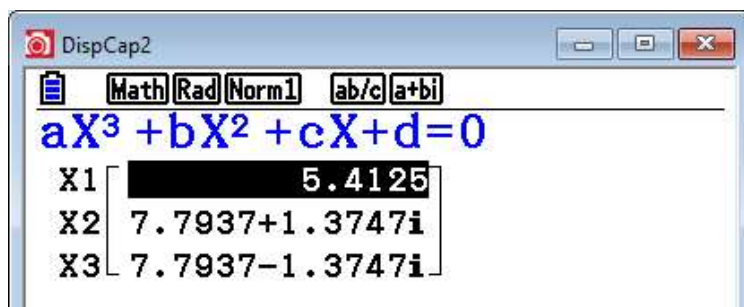 DispCap2
Math Rad Norm1 ab/c a+bi
aX³+bX²+cX+d=0
X1 5.4125
X2 7.7937+1.3747i
X3 7.7937-1.3747i